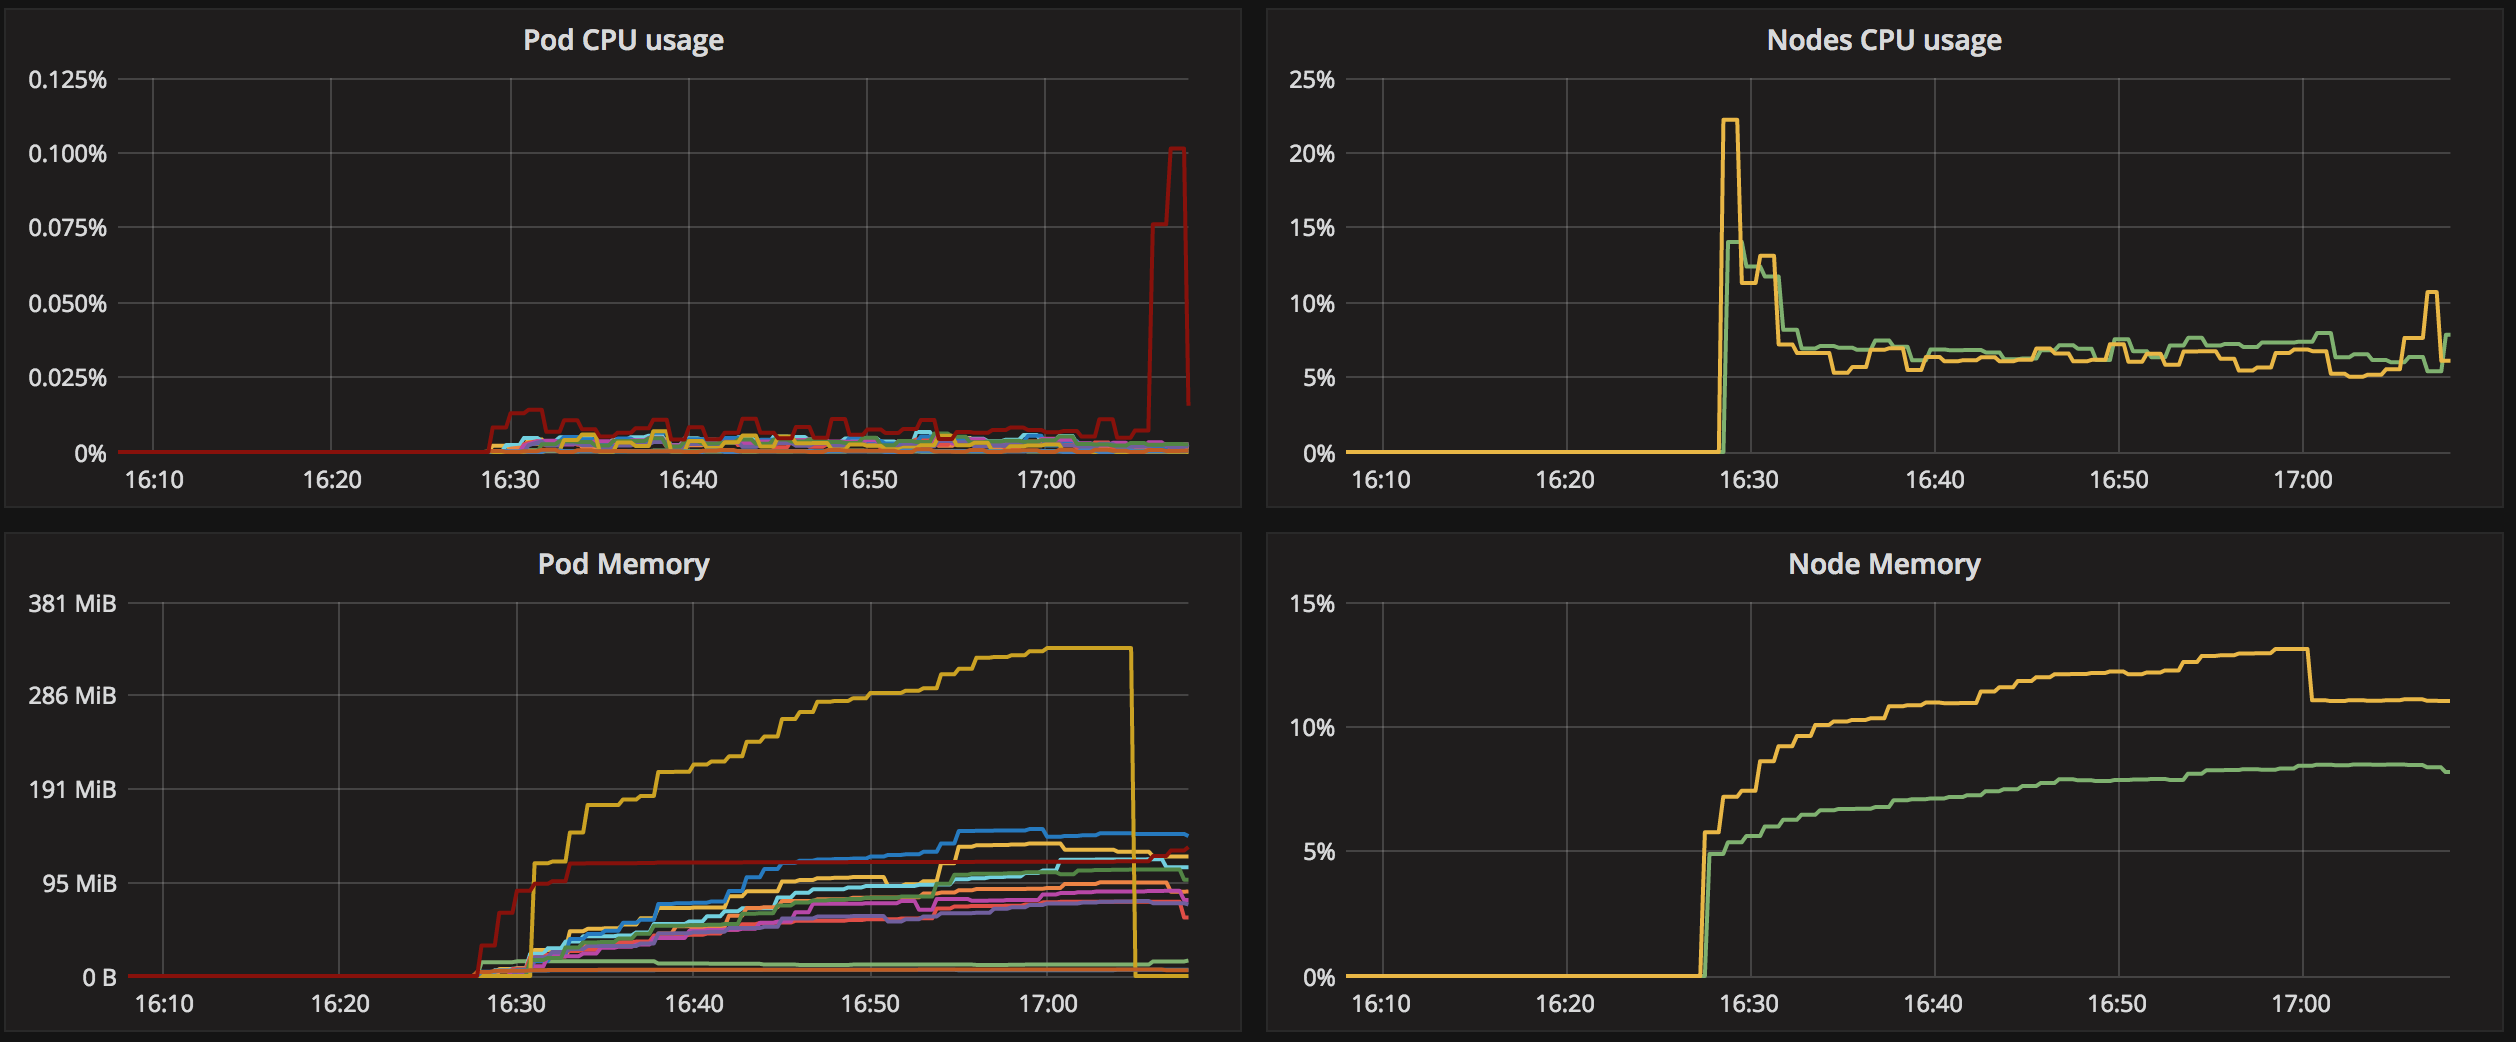 Pod CPU usage
0.125%
0.100%
0.075%
0.050%
0.025%
0%
16:10 16:20 16:30 16:40 16:50 17:00
Nodes CPU usage
25%
20%
15%
10%
5%
0%
16:10 16:20 16:30 16:40 16:50 17:00
Pod Memory
381 MiB
286 MiB
191 MiB
95 MiB
0 B
16:10 16:20 16:30 16:40 16:50 17:00
Node Memory
15%
10%
5%
0%
16:10 16:20 16:30 16:40 16:50 17:00